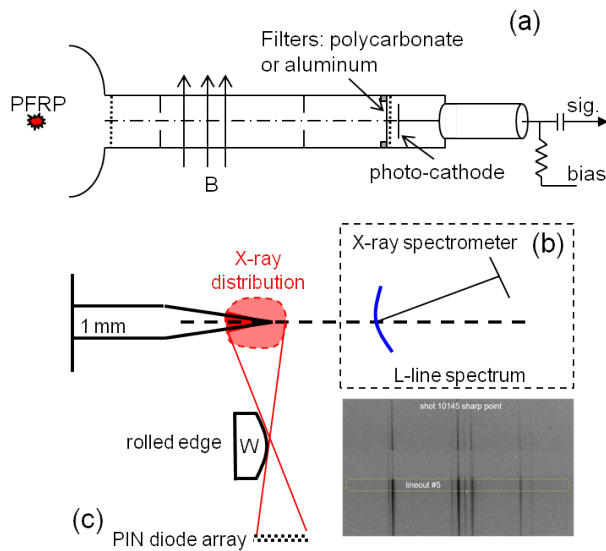 (a)
Filters: polycarbonate
or aluminum
PFRP
sig.
B
photo-cathode
bias
X-ray spectrometer
(b)
X-ray
distribution
1 mm
L-line spectrum
shot 10145 sharp point
rolled edge
W
lineout #5
(c)
PIN diode array